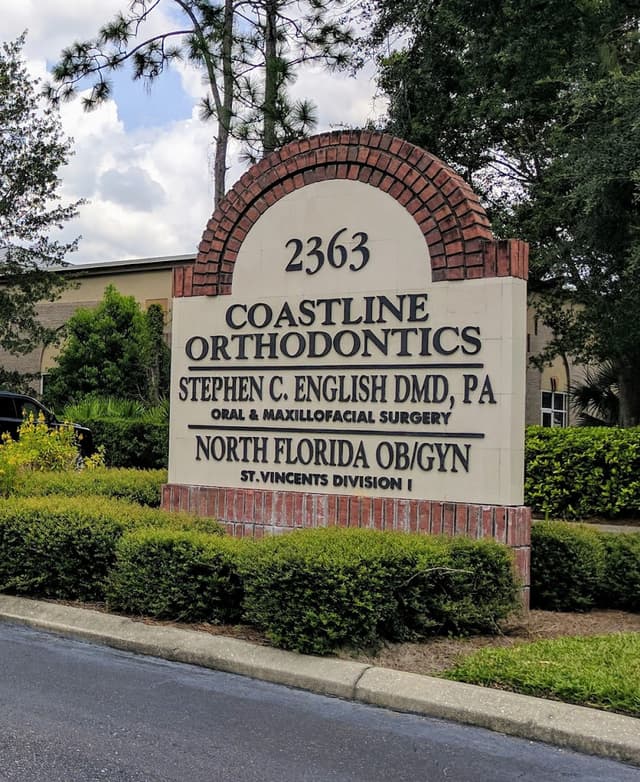 2363
COASTLINE
ORTHODONTICS
STEPHEN C. ENGLISH DMD, PA
ORAL & MAXILLOFACIAL SURGERY
NORTH FLORIDA OB/GYN
ST.VINCENTS DIVISION I